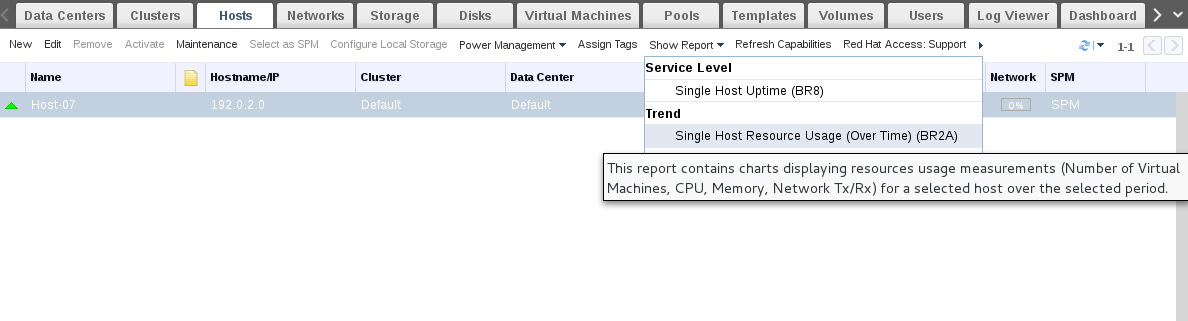 Data Centers Clusters Hosts Networks Storage Disks Virtual Machines Pools Templates Volumes Users Log Viewer Dashboard
New Edit Remove Activate Maintenance Select as SPM Configure Local Storage Power Management Assign Tags Show Report Refresh Capabilities Red Hat Access: Support 1-1
Name Hostname/IP Cluster Data Center Network SPM
Host-07 192.0.2.0 Default Default 0% SPM
Service Level
Single Host Uptime (BR8)
Trend
Single Host Resource Usage (Over Time) (BR2A)
This report contains charts displaying resources usage measurements (Number of Virtual
Machines, CPU, Memory, Network Tx/Rx) for a selected host over the selected period.